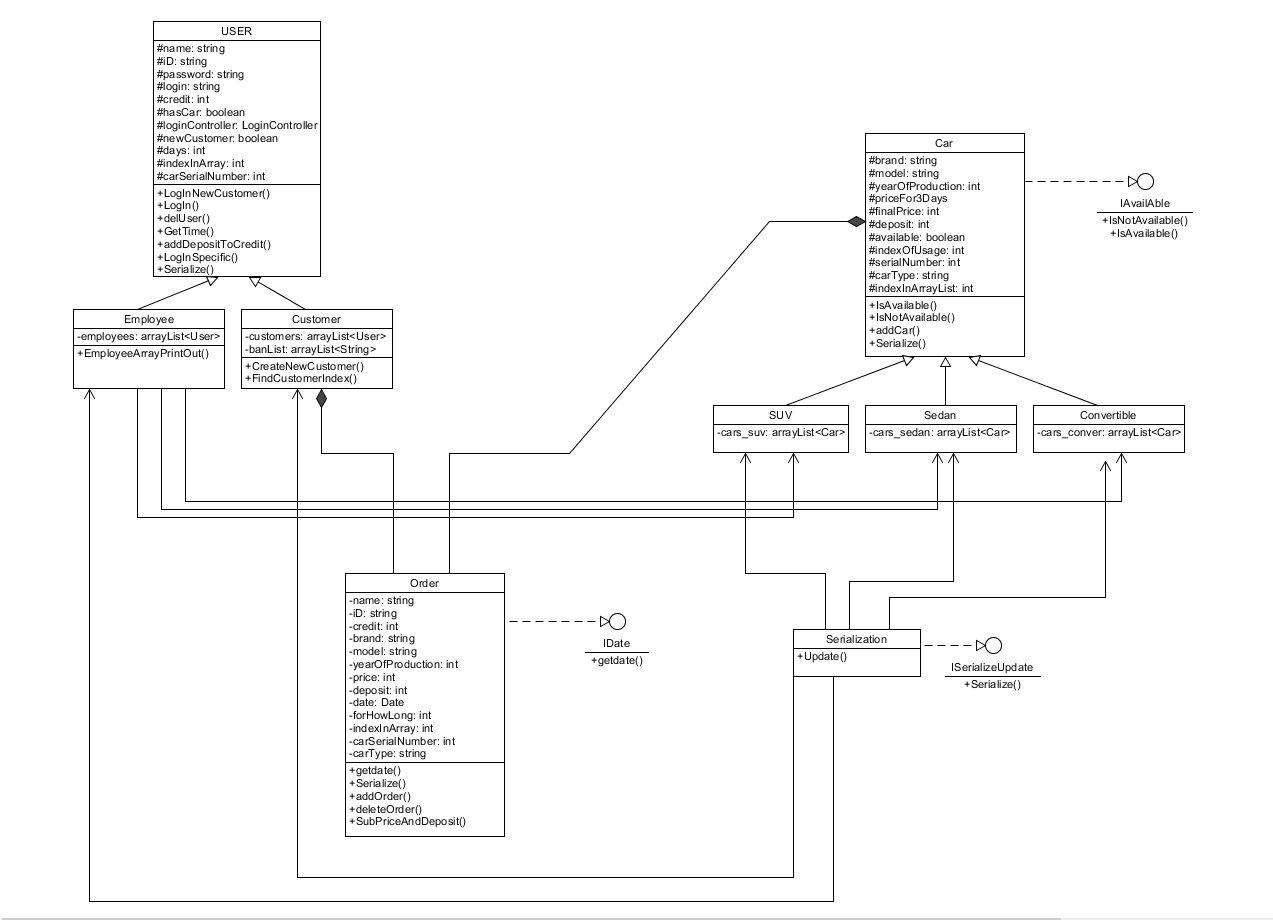 USER
#name: string
#iD: string
#password: string
#login: string
#credit: int
#hasCar: boolean
#loginController: LoginController
#newCustomer: boolean
#days: int
#indexInArray: int
#carSerialNumber: int
+LogInNewCustomer()
+LogIn()
+delUser()
+GetTime()
+addDepositToCredit()
+LogInSpecific()
+Serialize()
Employee
-employees: arrayList<User>
+EmployeeArrayPrintOut()
Customer
-customers: arrayList<User>
-banList: arrayList<String>
+CreateNewCustomer()
+FindCustomerIndex()
Car
#brand: string
#model: string
#yearOfProduction: int
#priceFor3Days
#finalPrice: int
#deposit: int
#available: boolean
#indexOfUsage: int
#serialNumber: int
#carType: string
#indexInArrayList: int
+IsAvailable()
+IsNotAvailable()
+addCar()
+Serialize()
IAvailAble
+IsNotAvailable()
+IsAvailable()
SUV
-cars_suv: arrayList<Car>
Sedan
-cars_sedan: arrayList<Car>
Convertible
-cars_conver: arrayList<Car>
Order
-name: string
-iD: string
-credit: int
-brand: string
-model: string
-yearOfProduction: int
-price: int
-deposit: int
-date: Date
-forHowLong: int
-indexInArray: int
-carSerialNumber: int
-carType: string
+getdate()
+Serialize()
+addOrder()
+deleteOrder()
+SubPriceAndDeposit()
IDate
+getdate()
Serialization
+Update()
ISerializeUpdate
+Serialize()